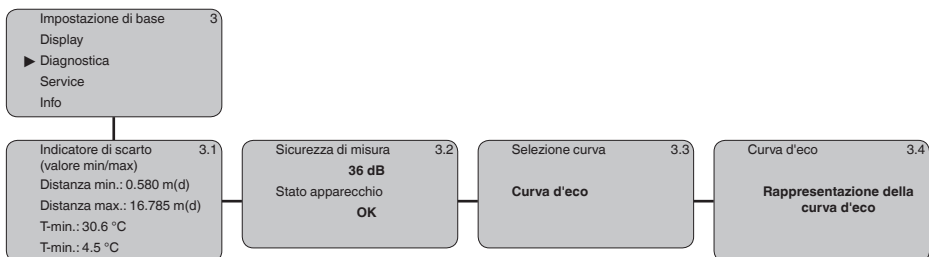 Impostazione di base 3
Display
▶ Diagnostica
Service
Info
Indicatore di scarto 3.1
(valore min/max)
Distanza min.: 0.580 m(d)
Distanza max.: 16.785 m(d)
T-min.: 30.6 °C
T-min.: 4.5 °C
Sicurezza di misura 3.2
36 dB
Stato apparecchio
OK
Selezione curva 3.3
Curva d'eco
Curva d'eco 3.4
Rappresentazione della
curva d'eco